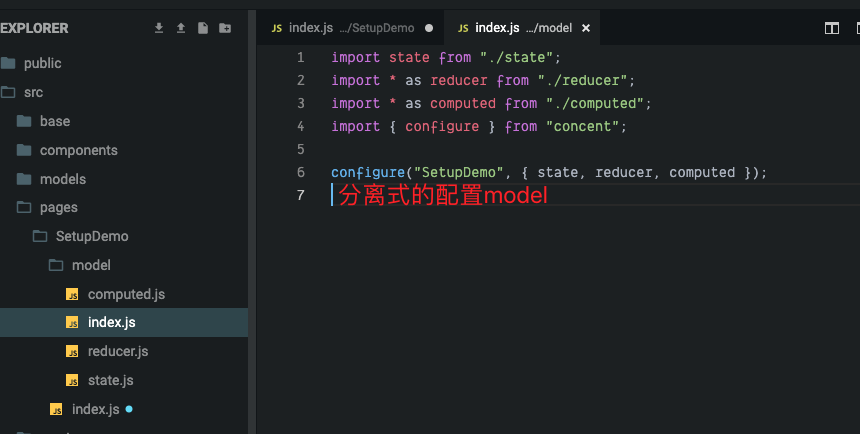 EXPLORER
public
src
base
components
models
pages
SetupDemo
model
JS computed.js
JS index.js
JS reducer.js
JS state.js
JS index.js
JS index.js .../SetupDemo
JS index.js .../model ×
1 import state from "./state";
2 import * as reducer from "./reducer";
3 import * as computed from "./computed";
4 import { configure } from "concent";
5
6 configure("SetupDemo", { state, reducer, computed });
7 分离式的配置model